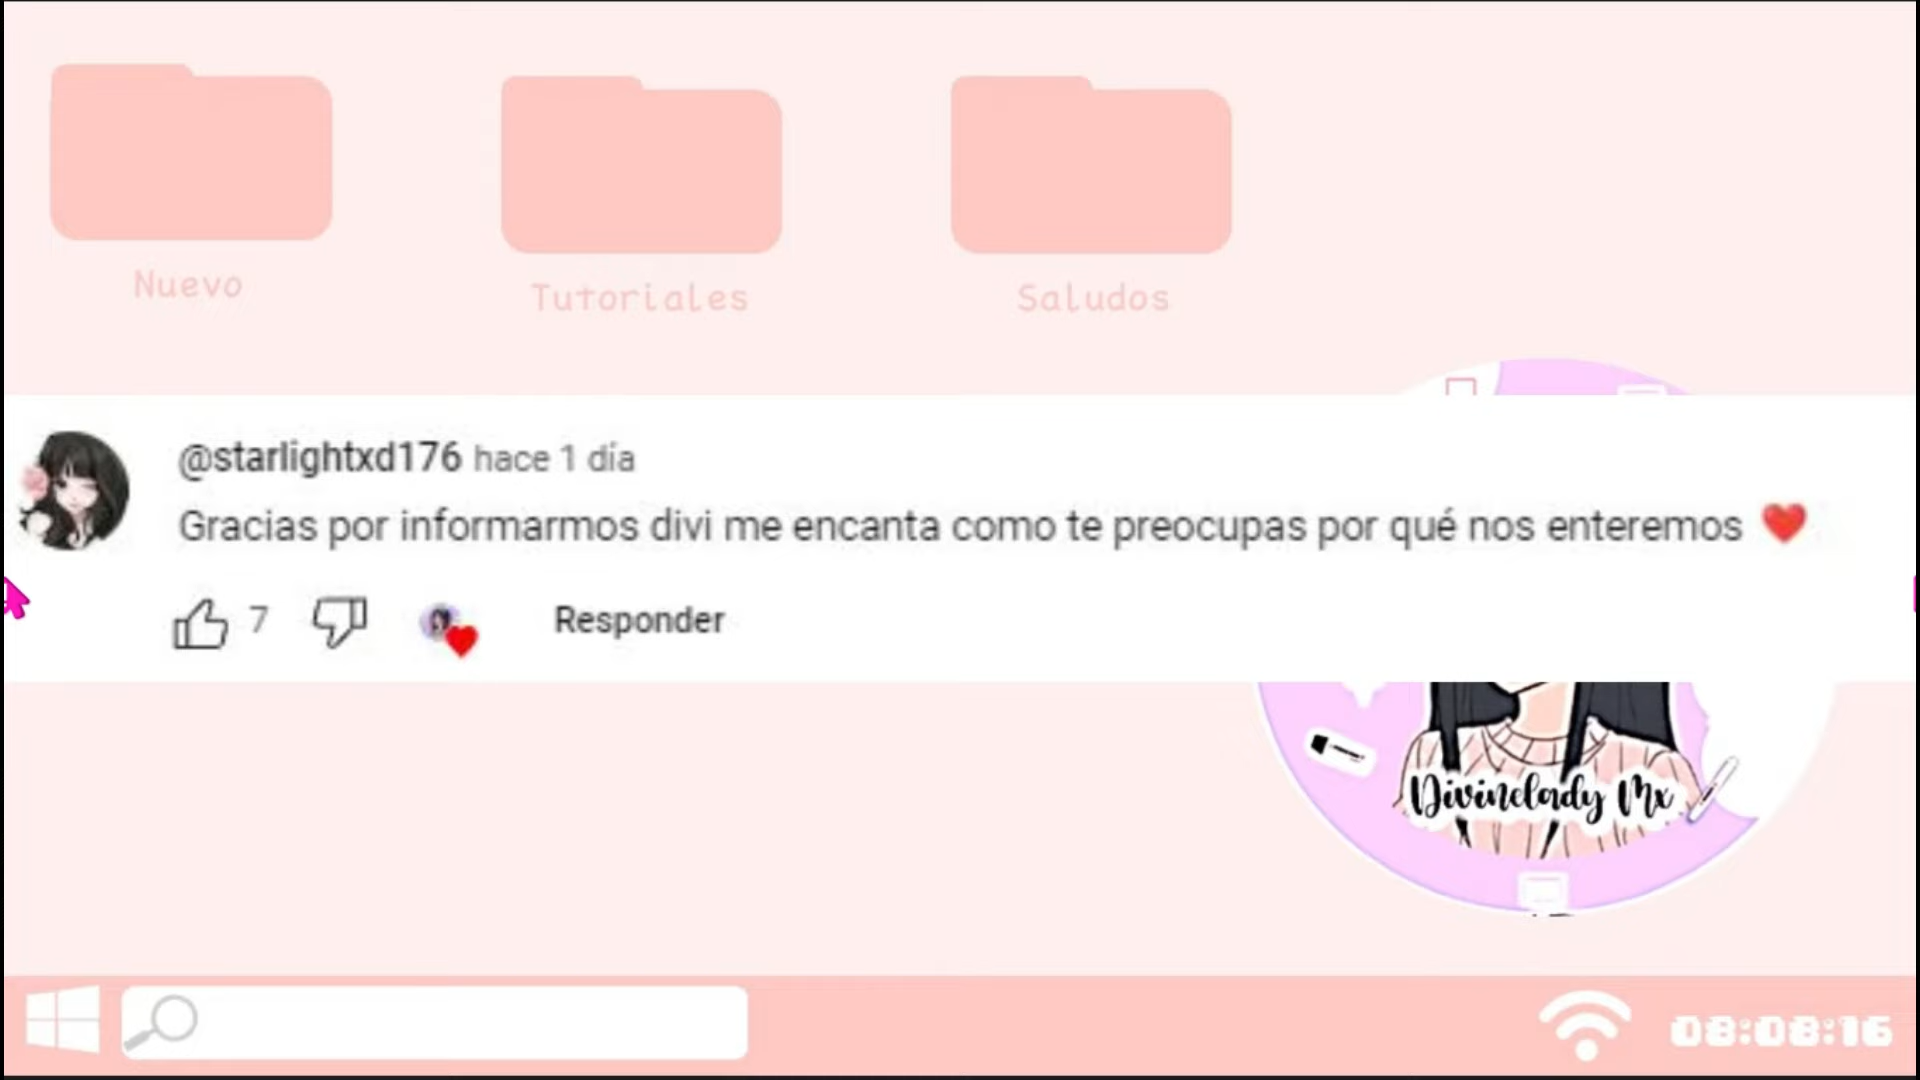 Nuevo
Tutoriales
Saludos
@starlightxd176 hace 1 día
Gracias por informarmos divi me encanta como te preocupas por qué nos enteremos ❤️
7
Responder
Divinelady Mx
08:08:16